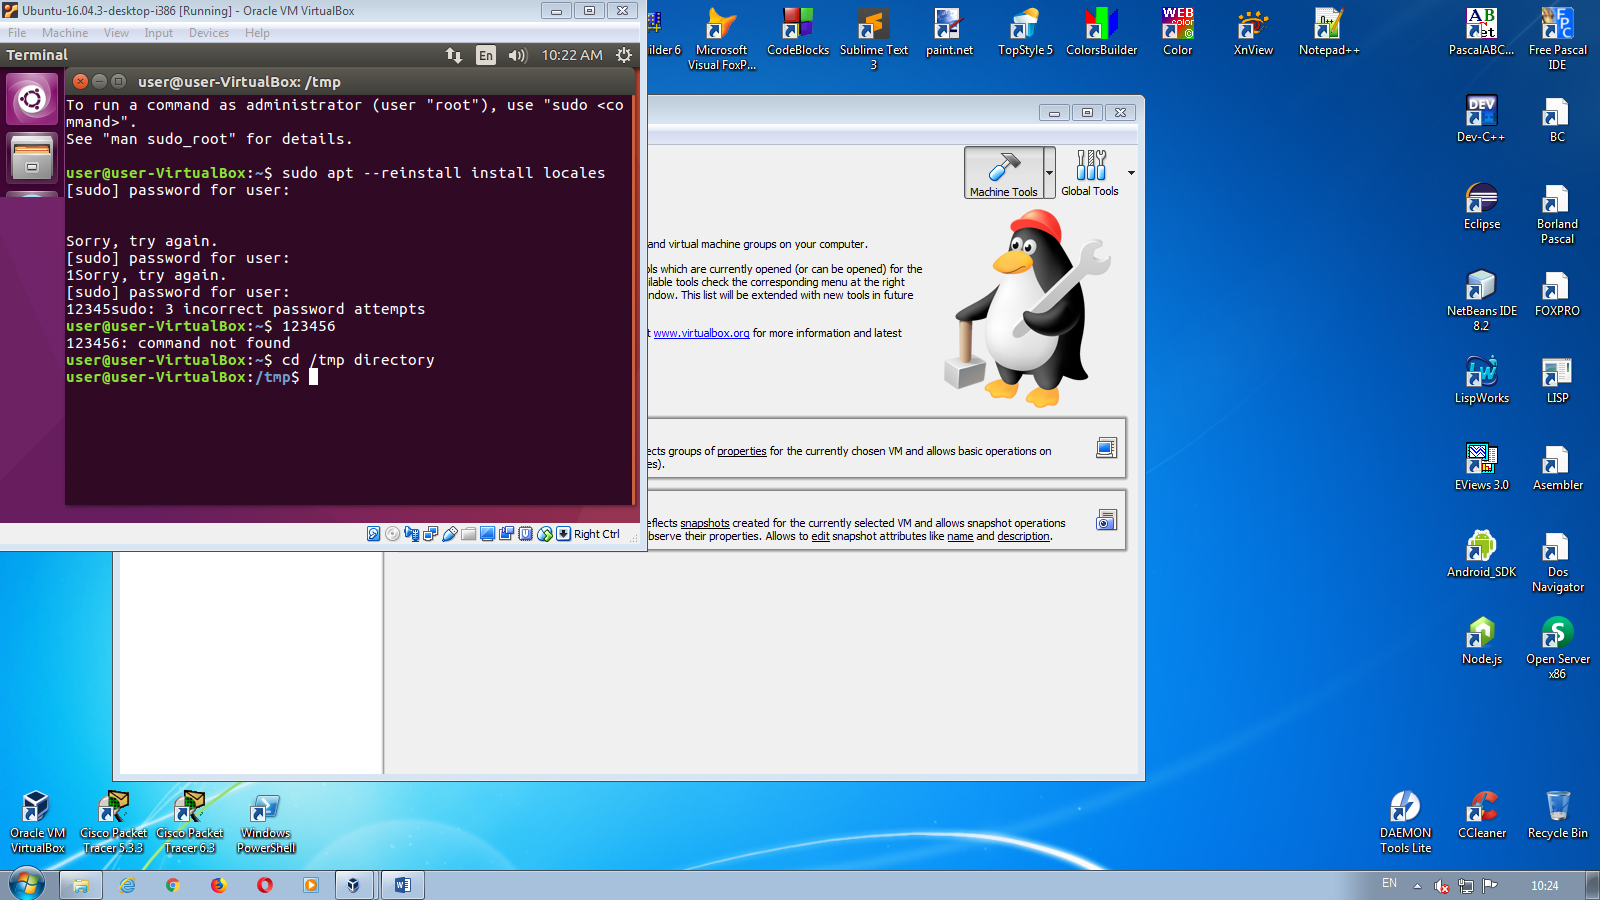 Ubuntu-16.04.3-desktop-i386 [Running] - Oracle VM VirtualBox
File Machine View Input Devices Help
Terminal
En
10:22 AM
user@user-VirtualBox: /tmp
To run a command as administrator (user "root"), use "sudo <co
mmand>".
See "man sudo_root" for details.
user@user-VirtualBox:~$ sudo apt --reinstall install locales
[sudo] password for user:
Sorry, try again.
[sudo] password for user:
1Sorry, try again.
[sudo] password for user:
12345sudo: 3 incorrect password attempts
user@user-VirtualBox:~$ 123456
123456: command not found
user@user-VirtualBox:~$ cd /tmp directory
user@user-VirtualBox:/tmp$
Right Ctrl
Machine Tools
Global Tools
and virtual machine groups on your computer.
ols which are currently opened (or can be opened) for the
ailable tools check the corresponding menu at the right
ndow. This list will be extended with new tools in future
t www.virtualbox.org for more information and latest
ects groups of properties for the currently chosen VM and allows basic operations on
es).
eflects snapshots created for the currently selected VM and allows snapshot operations
bserve their properties. Allows to edit snapshot attributes like name and description.
uilder 6
Microsoft
Visual FoxP...
CodeBlocks
Sublime Text
3
paint.net
TopStyle 5
ColorsBuilder
WEB
color
Color
XnView
Notepad++
PascalABC...
Free Pascal
IDE
DEV
Dev-C++
BC
Eclipse
Borland
Pascal
NetBeans IDE
8.2
FOXPRO
LispWorks
LISP
EViews 3.0
Asembler
Android_SDK
Dos
Navigator
Node.js
Open Server
x86
Oracle VM
VirtualBox
Cisco Packet
Tracer 5.3.3
Cisco Packet
Tracer 6.3
Windows
PowerShell
DAEMON
Tools Lite
CCleaner
Recycle Bin
EN
10:24